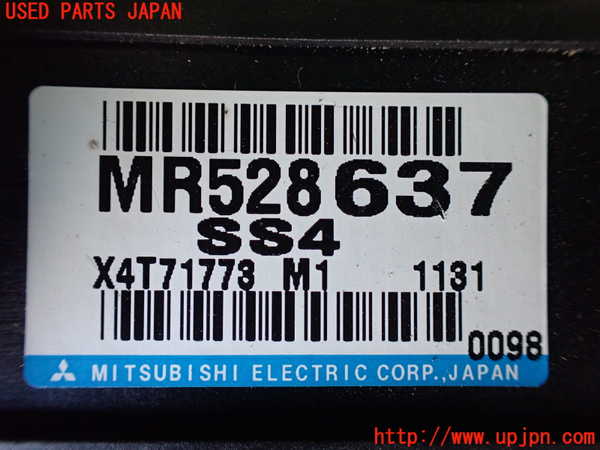 USED PARTS JAPAN
MR528637
SS4
X4T71773 M1 1131
0098
MITSUBISHI ELECTRIC CORP.,JAPAN
http://www.upjpn.com/